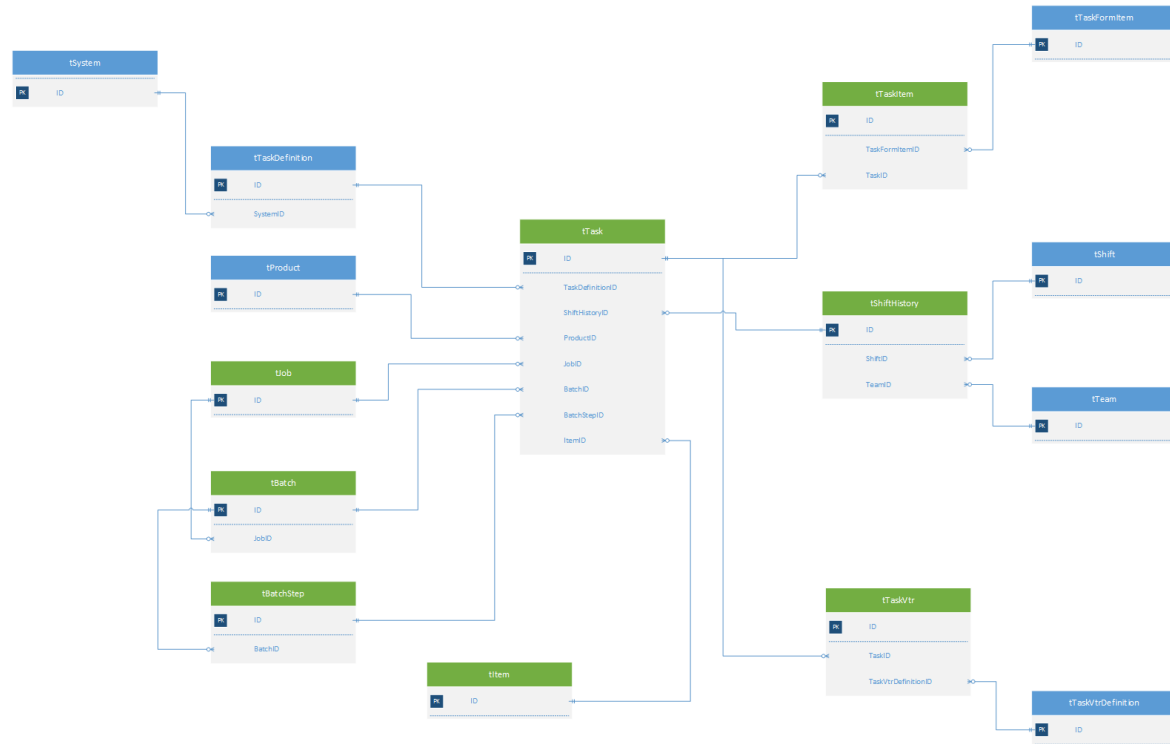 tSystem
PK ID
tTaskDefinition
PK ID
SystemID
tProduct
PK ID
tJob
PK ID
tBatch
PK ID
JobID
tBatchStep
PK ID
BatchID
tItem
PK ID
tTask
PK ID
TaskDefinitionID
ShiftHistoryID
ProductID
JobID
BatchID
BatchStepID
ItemID
tTaskItem
PK ID
TaskFormItemID
TaskID
tShiftHistory
PK ID
ShiftID
TeamID
tTaskVtr
PK ID
TaskID
TaskVtrDefinitionID
tTaskFormItem
PK ID
tShift
PK ID
tTeam
PK ID
tTaskVtrDefinition
PK ID